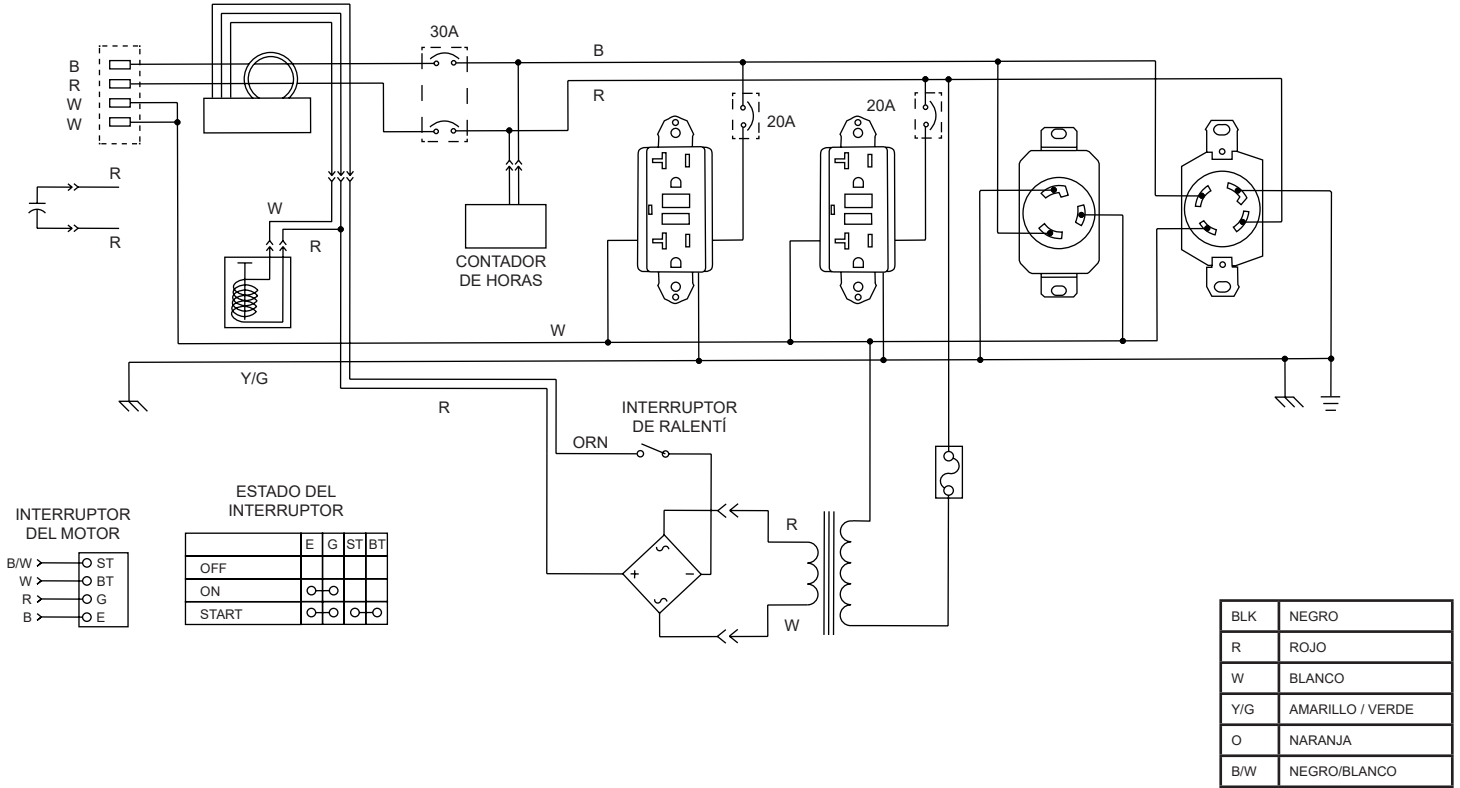 30A
B
B
R
W
W
R
20A
20A
R
R
W
R
CONTADOR
DE HORAS
W
Y/G
R
INTERRUPTOR
DE RALENTÍ
ORN
R
W
+
−
INTERRUPTOR
DEL MOTOR
B/W ST
W BT
R G
B E
ESTADO DEL
INTERRUPTOR
E G ST BT
OFF
ON
START
BLK NEGRO
R ROJO
W BLANCO
Y/G AMARILLO / VERDE
O NARANJA
B/W NEGRO/BLANCO